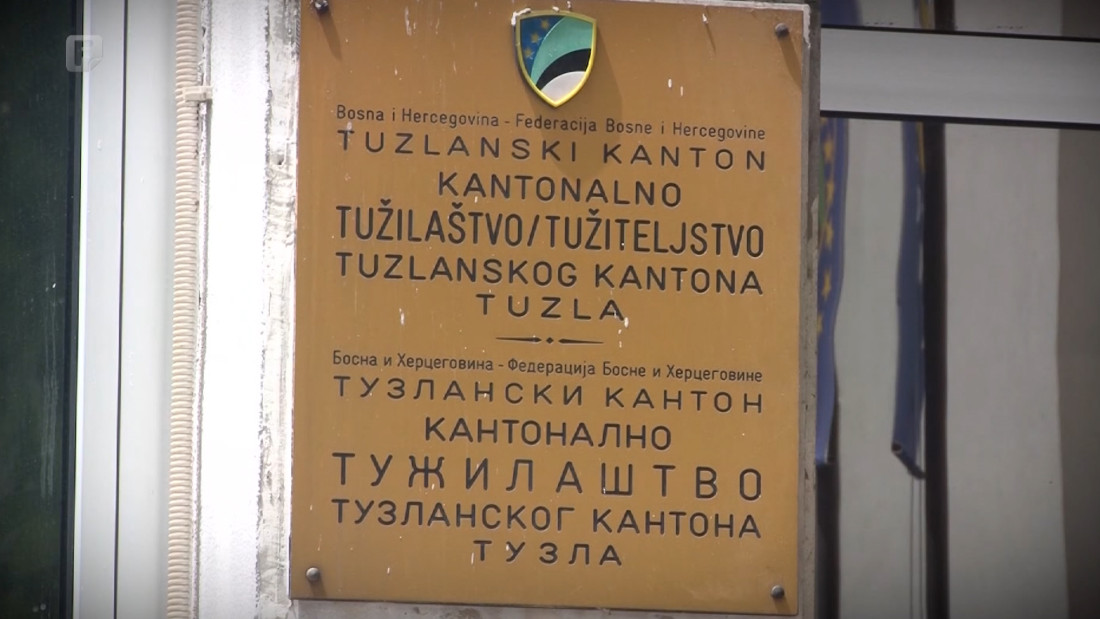 Bosna i Hercegovina - Federacija Bosne i Hercegovine
TUZLANSKI KANTON
KANTONALNO
TUŽILAŠTVO/TUŽITELJSTVO
TUZLANSKOG KANTONA
TUZLA
Босна и Херцеговина - Федерација Босне и Херцеговине
ТУЗЛАНСКИ КАНТОН
КАНТОНАЛНО
ТУЖИЛАШТВО
ТУЗЛАНСКОГ КАНТОНА
ТУЗЛА